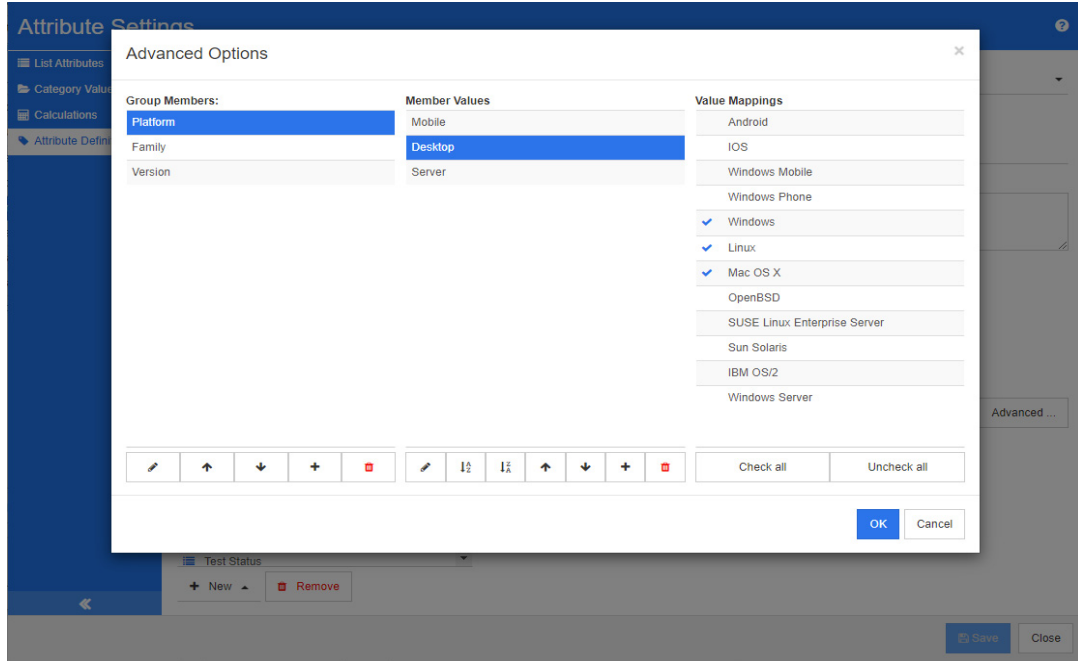 Attribute Settings
List Attributes
Category Value
Calculations
Attribute Defini
Advanced Options
Group Members:
Platform
Family
Version
Member Values
Mobile
Desktop
Server
Value Mappings
Android
IOS
Windows Mobile
Windows Phone
Windows
Linux
Mac OS X
OpenBSD
SUSE Linux Enterprise Server
Sun Solaris
IBM OS/2
Windows Server
Check all
Uncheck all
OK
Cancel
Advanced ...
Test Status
New
Remove
Save
Close